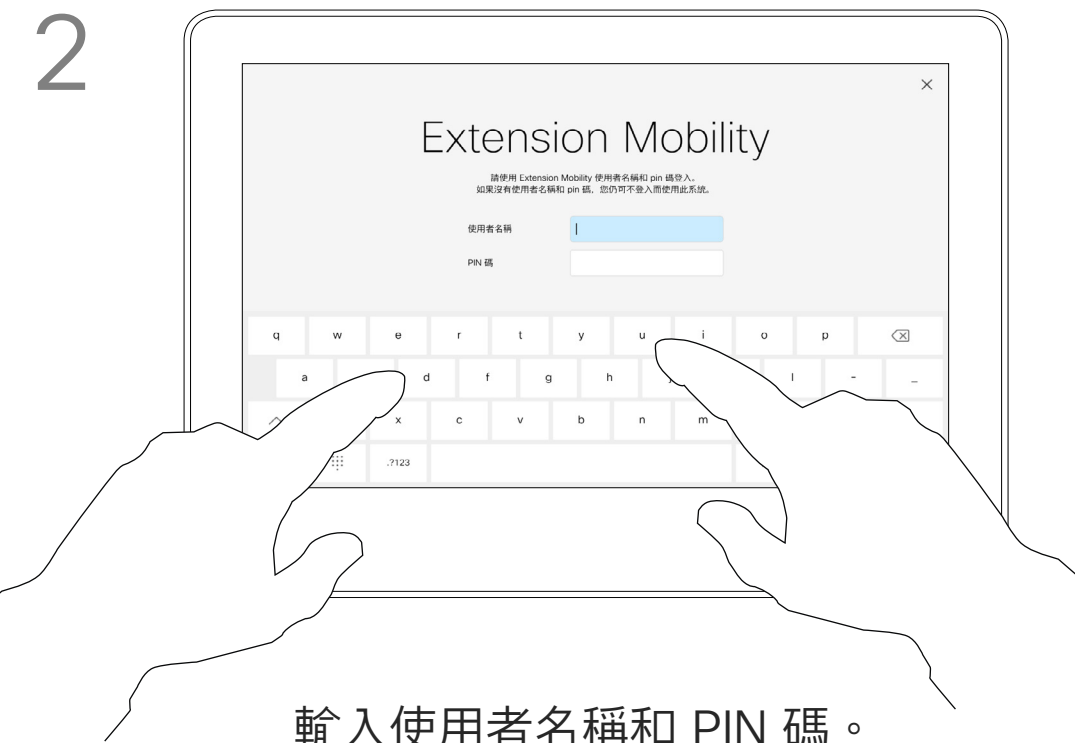 2
Extension Mobility
請使用 Extension Mobility 使用者名稱和 pin 碼登入。
如果沒有使用者名稱和 pin 碼，您仍可不登入而使用此系統。
使用者名稱
PIN 碼
q w e r t y u i o p
a d f g h l - _
x c v b n m
.?123
輸入使用者名稱和 PIN 碼。